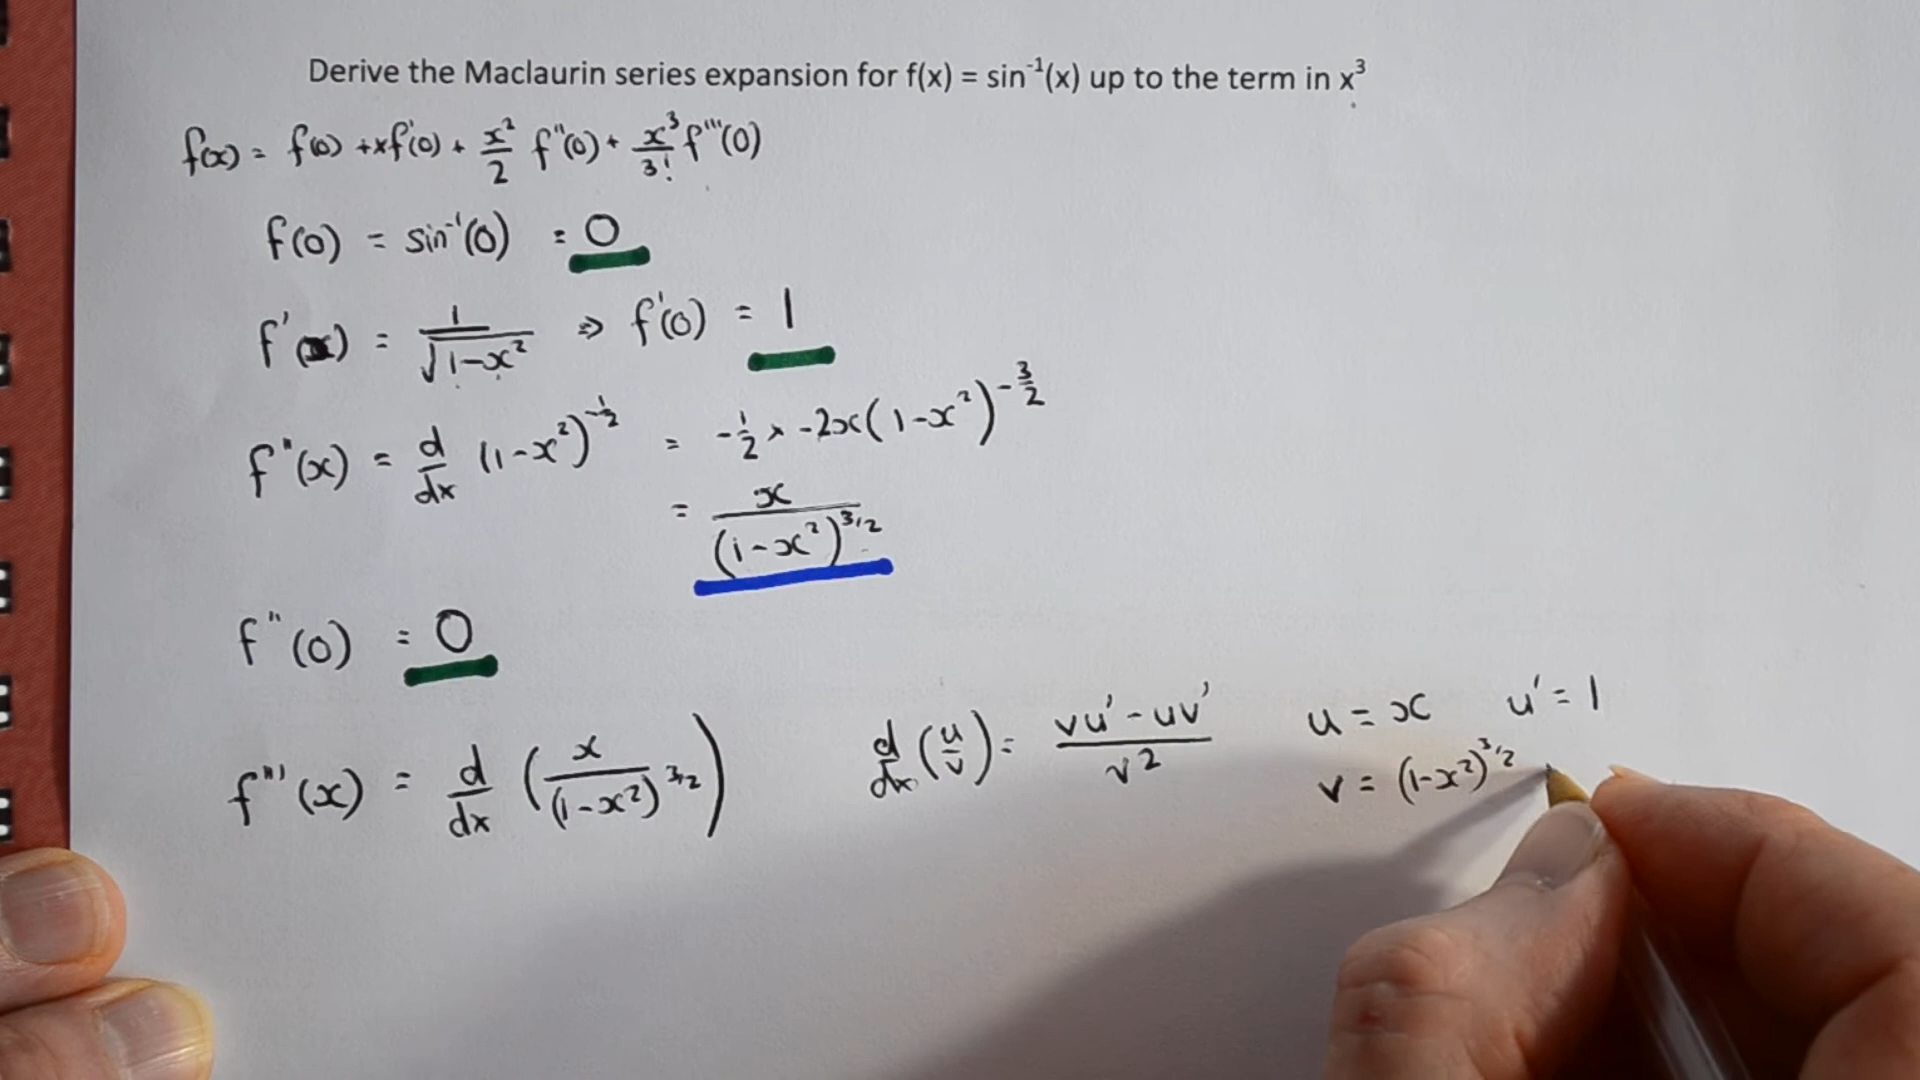 Derive the Maclaurin series expansion for f(x) = sin⁻¹(x) up to the term in x³
f(x) = f(0) + xf'(0) + x²/2 f''(0) + x³/3! f'''(0)
f(0) = sin⁻¹(0) = 0
f'(x) = 1/√(1-x²) ⇒ f'(0) = 1
f''(x) = d/dx (1-x²)^(-1/2) = -1/2 × -2x(1-x²)^(-3/2)
= x/(1-x²)^(3/2)
f''(0) = 0
f'''(x) = d/dx (x/(1-x²)^(3/2)) d/dx (u/v) = (vu' - uv')/v² u = x u' = 1
v = (1-x²)^(3/2)